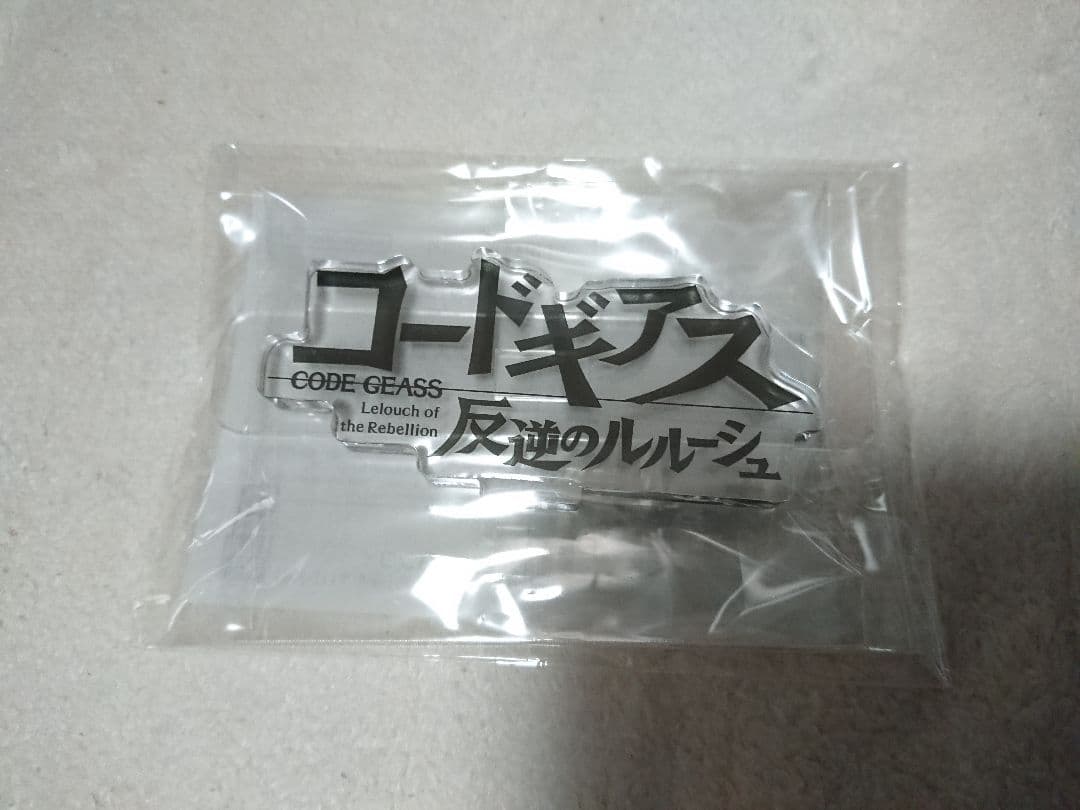 コードギアス
CODE GEASS
Lelouch of
the Rebellion
反逆のルルーシュ